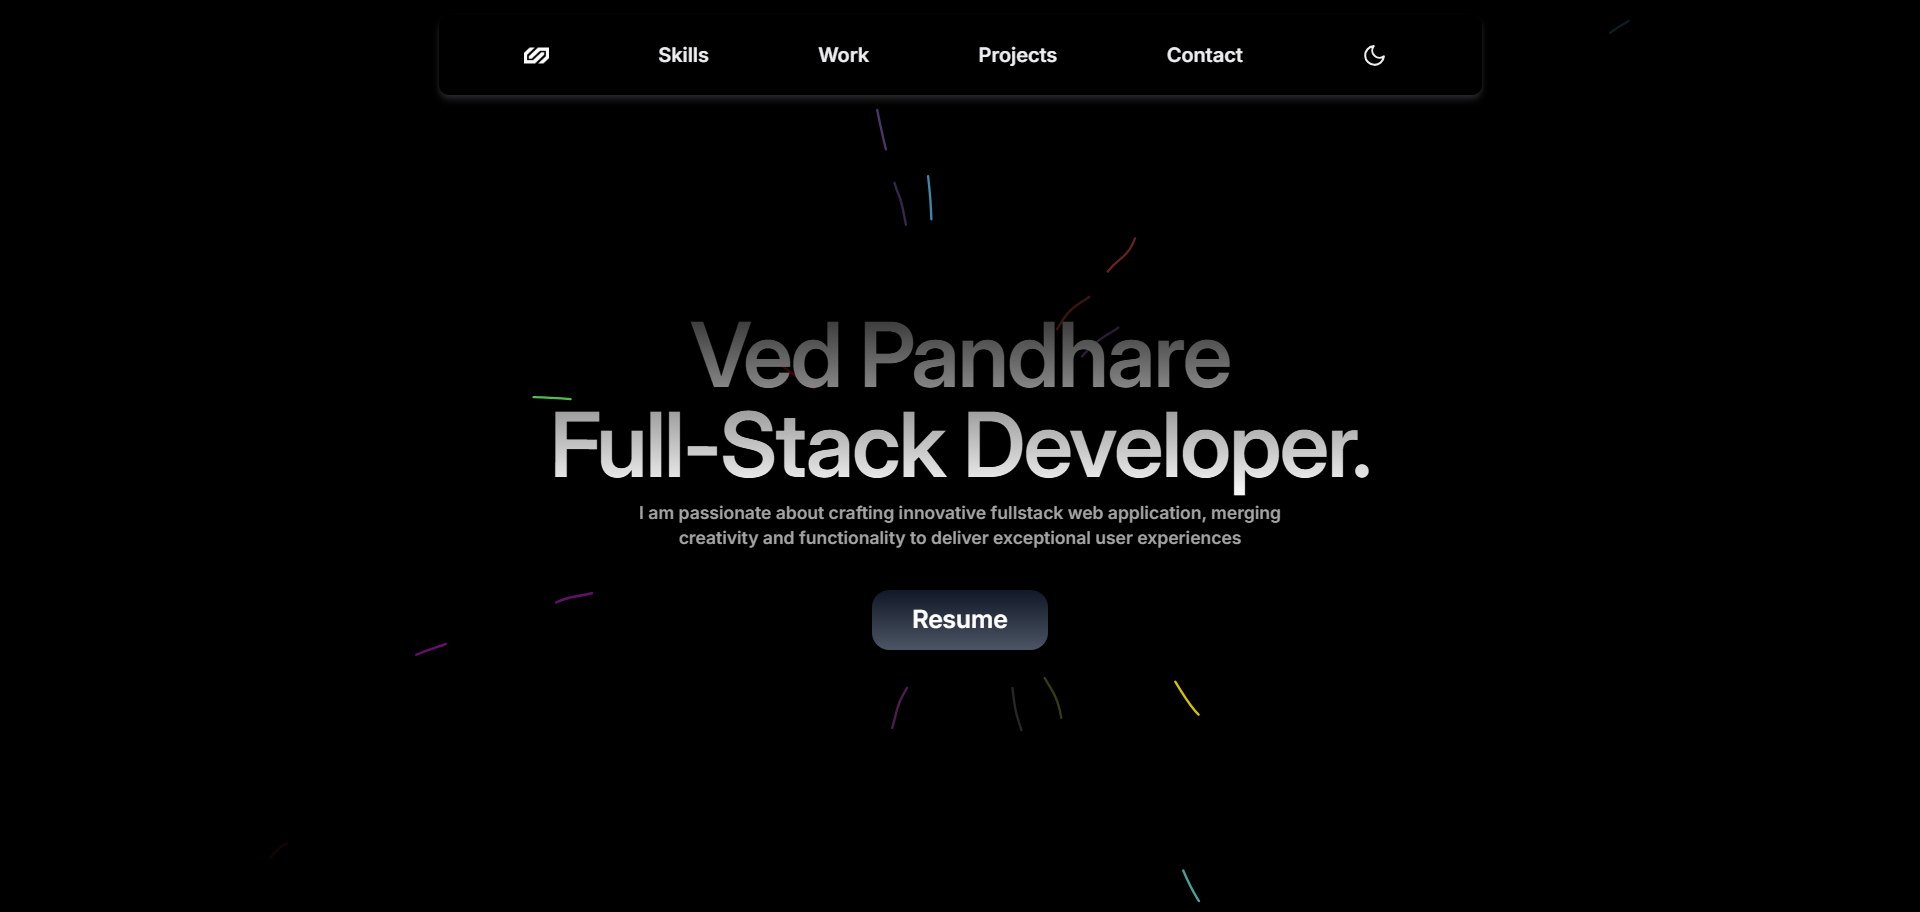 Skills Work Projects Contact
Ved Pandhare
Full-Stack Developer.
I am passionate about crafting innovative fullstack web application, merging
creativity and functionality to deliver exceptional user experiences
Resume